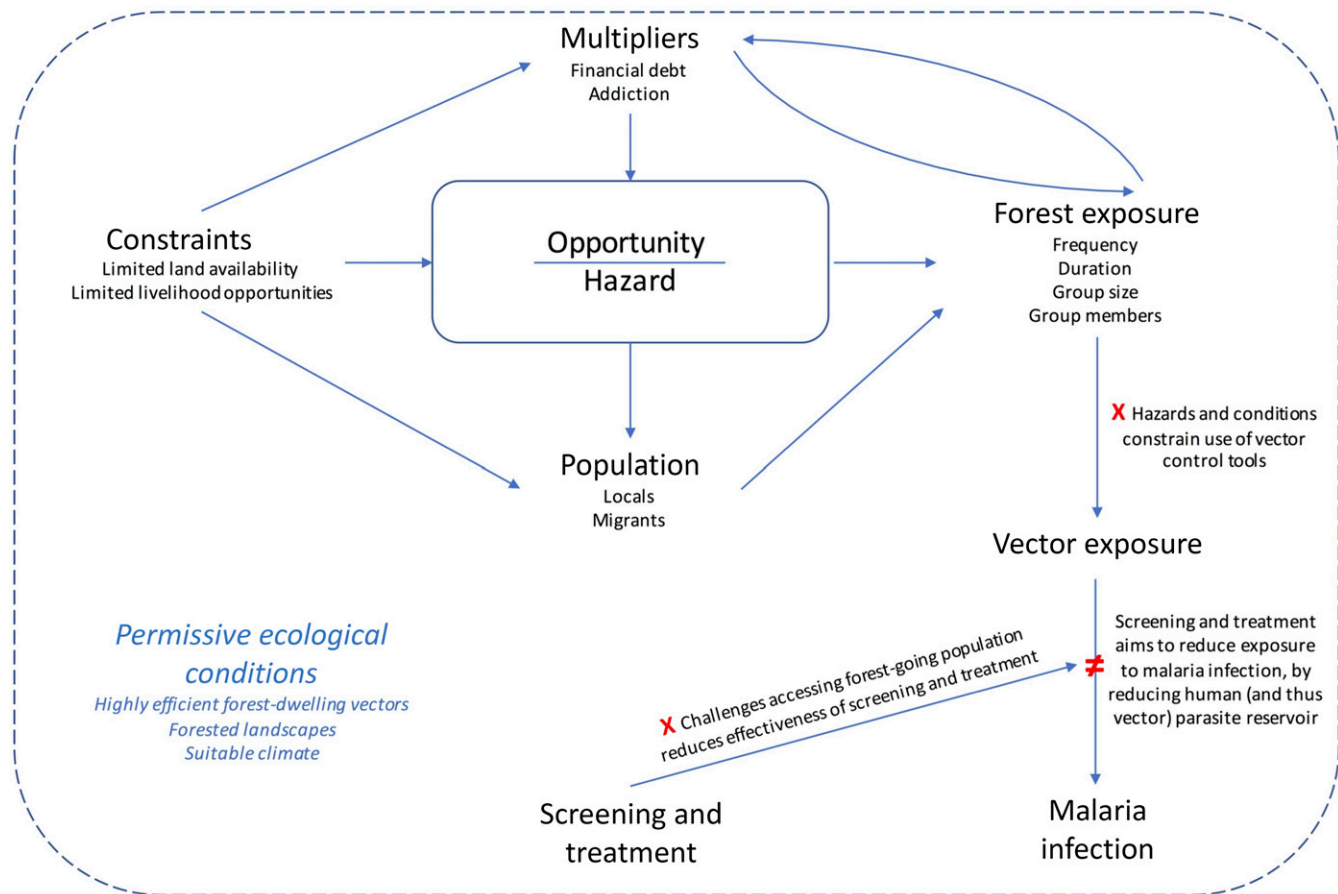 Multipliers
Financial debt
Addiction
Constraints
Limited land availability
Limited livelihood opportunities
Opportunity
Hazard
Forest exposure
Frequency
Duration
Group size
Group members
X Hazards and conditions
constrain use of vector
control tools
Population
Locals
Migrants
Vector exposure
Permissive ecological
conditions
Highly efficient forest-dwelling vectors
Forested landscapes
Suitable climate
X Challenges accessing forest-going population
reduces effectiveness of screening and treatment
≠
Screening and treatment
aims to reduce exposure
to malaria infection, by
reducing human (and thus
vector) parasite reservoir
Screening and
treatment
Malaria
infection